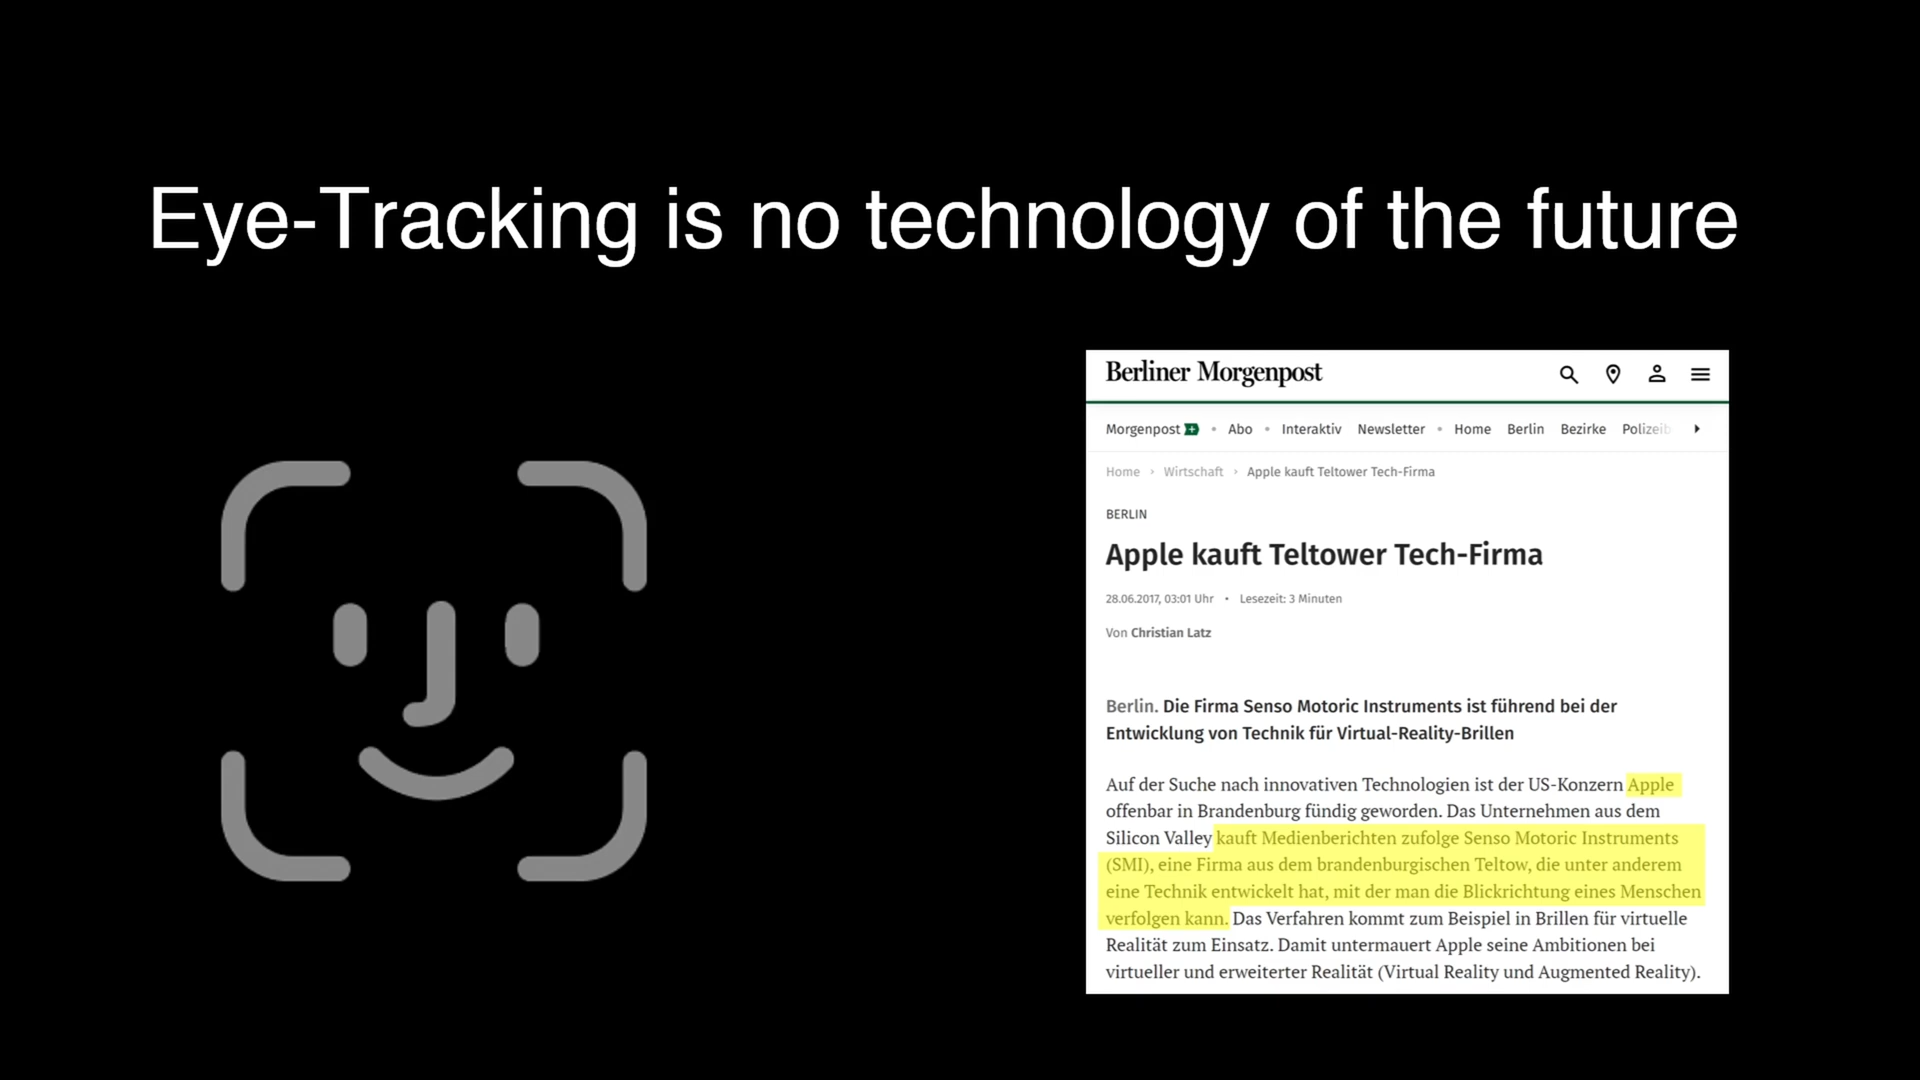 Eye-Tracking is no technology of the future
Berliner Morgenpost
Morgenpost + • Abo • Interaktiv Newsletter • Home Berlin Bezirke
Home › Wirtschaft › Apple kauft Teltower Tech-Firma
BERLIN
Apple kauft Teltower Tech-Firma
28.06.2017, 03:01 Uhr • Lesezeit: 3 Minuten
Von Christian Latz
Berlin. Die Firma Senso Motoric Instruments ist führend bei der
Entwicklung von Technik für Virtual-Reality-Brillen
Auf der Suche nach innovativen Technologien ist der US-Konzern Apple
offenbar in Brandenburg fündig geworden. Das Unternehmen aus dem
Silicon Valley kauft Medienberichten zufolge Senso Motoric Instruments
(SMI), eine Firma aus dem brandenburgischen Teltow, die unter anderem
eine Technik entwickelt hat, mit der man die Blickrichtung eines Menschen
verfolgen kann. Das Verfahren kommt zum Beispiel in Brillen für virtuelle
Realität zum Einsatz. Damit untermauert Apple seine Ambitionen bei
virtueller und erweiterter Realität (Virtual Reality und Augmented Reality).